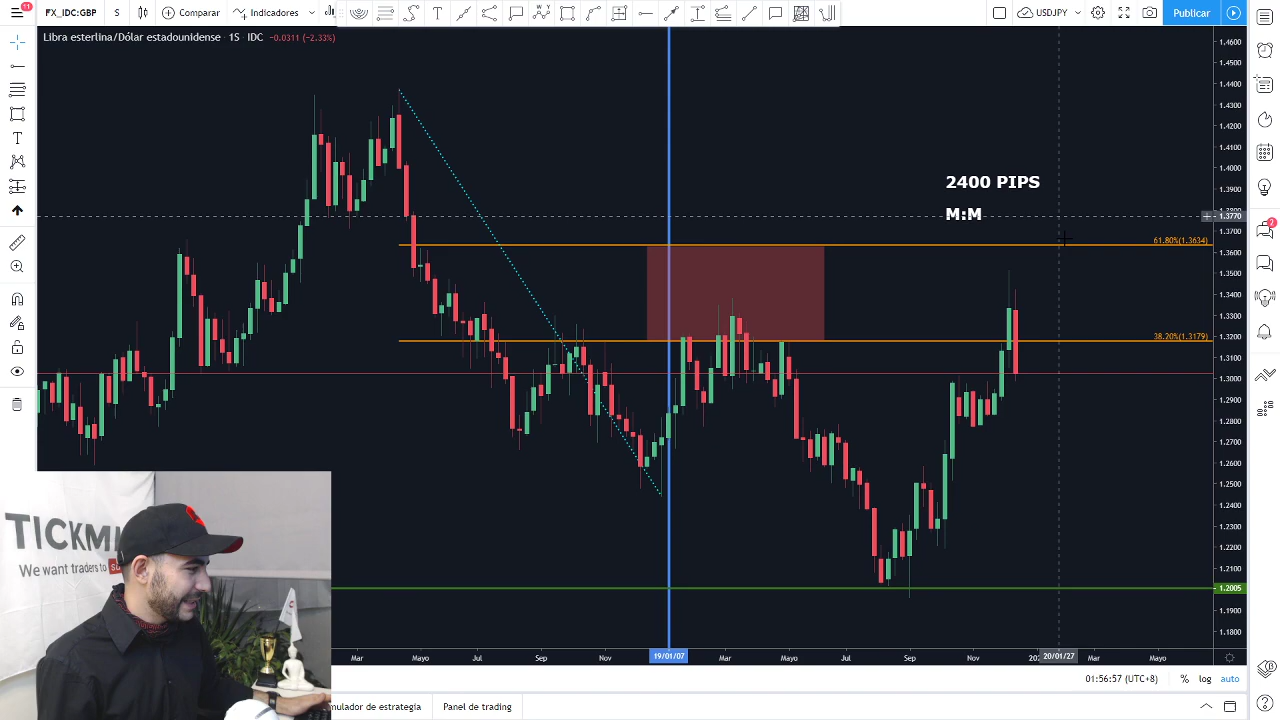 11
FX_IDC:GBP
S
Comparar
Indicadores
USDJPY
Publicar
Libra esterlina/Dólar estadounidense · 1S · IDC −0.0311 (−2.33%)
1.4600
1.4500
1.4400
1.4300
1.4200
1.4100
1.4000
1.3900
1.3770
1.3700
1.3600
1.3500
1.3400
1.3300
1.3200
1.3100
1.3000
1.2900
1.2800
1.2700
1.2600
1.2500
1.2400
1.2300
1.2200
1.2100
1.2005
1.1900
1.1800
2400 PIPS
M:M
61.80%(1.3634)
38.20%(1.3179)
2
TICKMI
We want traders to su
Mar
Mayo
Jul
Sep
Nov
19/01/07
Mar
Mayo
Jul
Sep
Nov
20/01/27
Mar
Mayo
01:56:57 (UTC+8)
%
log
auto
mulador de estrategia
Panel de trading